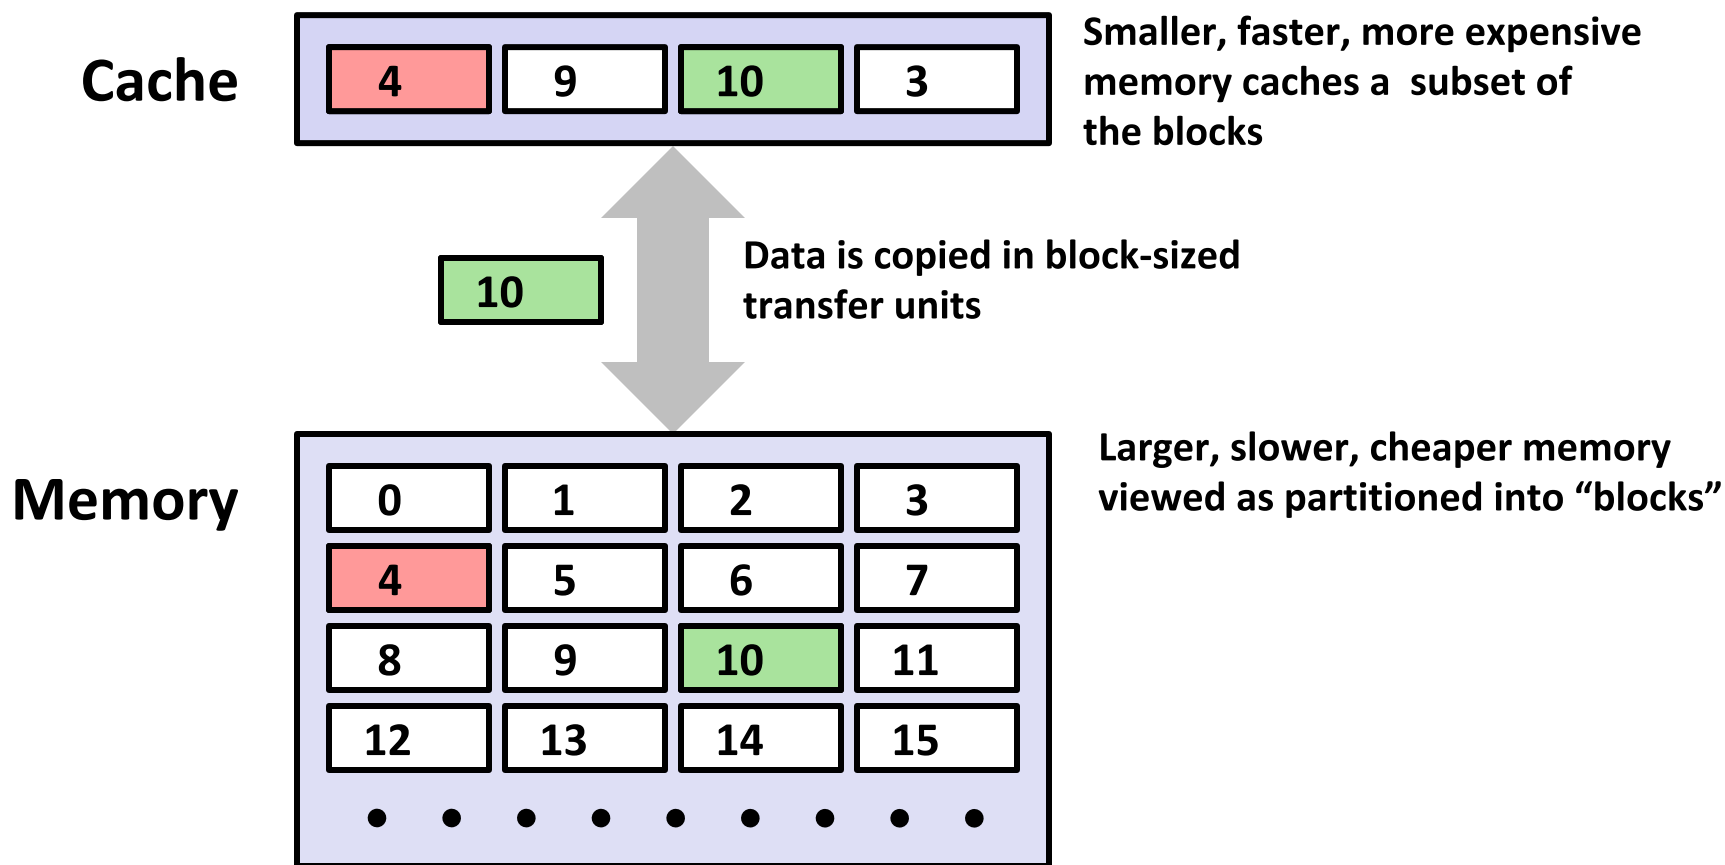 Cache
4 9 10 3
Smaller, faster, more expensive
memory caches a  subset of
the blocks
10
Data is copied in block-sized
transfer units
Memory
0 1 2 3
4 5 6 7
8 9 10 11
12 13 14 15
Larger, slower, cheaper memory
viewed as partitioned into “blocks”